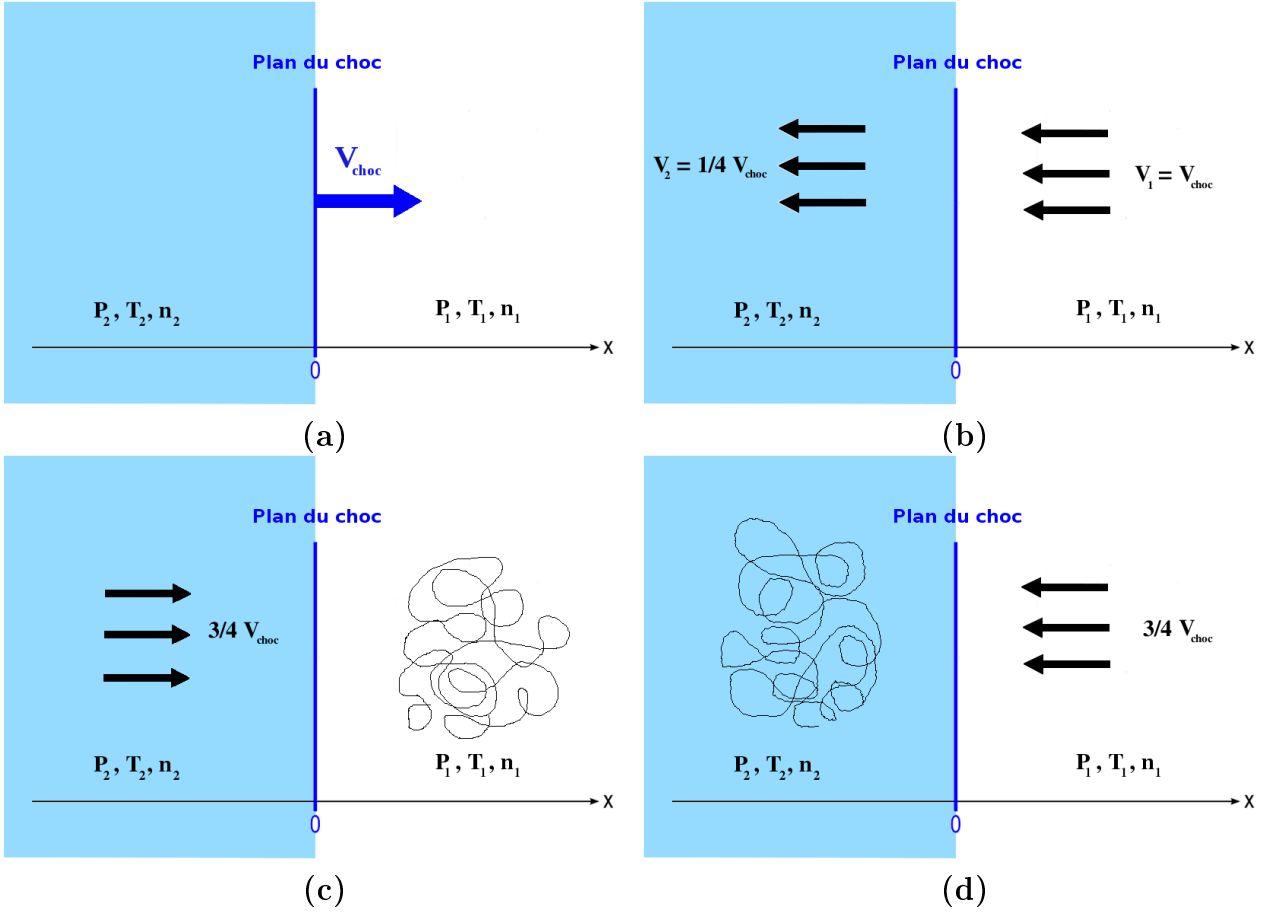 Plan du choc
V_choc
P_2, T_2, n_2
P_1, T_1, n_1
X
0
(a)
Plan du choc
V_2 = 1/4 V_choc
V_1 = V_choc
P_2, T_2, n_2
P_1, T_1, n_1
X
0
(b)
Plan du choc
3/4 V_choc
P_2, T_2, n_2
P_1, T_1, n_1
X
0
(c)
Plan du choc
3/4 V_choc
P_2, T_2, n_2
P_1, T_1, n_1
X
0
(d)